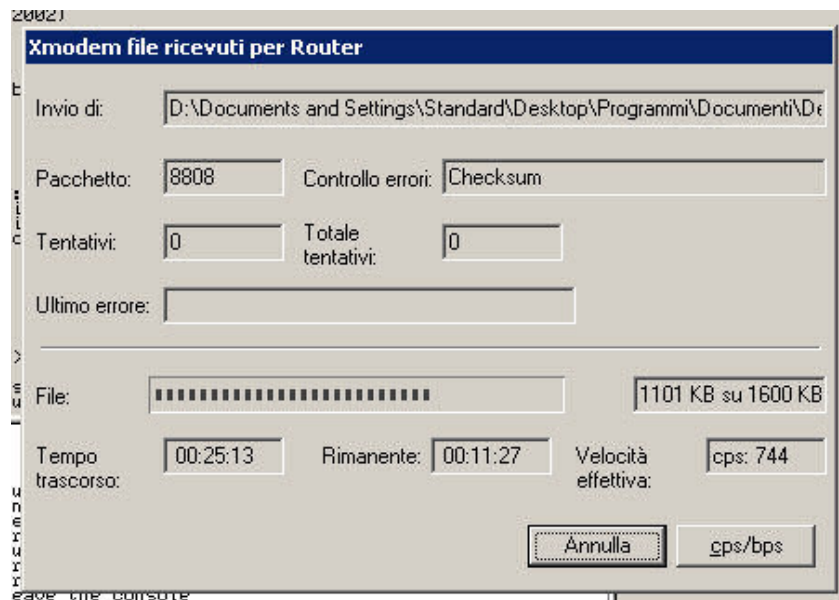 2002)
Xmodem file ricevuti per Router
Invio di: D:\Documents and Settings\Standard\Desktop\Programmi\Documenti\De
Pacchetto: 8808 Controllo errori: Checksum
Tentativi: 0 Totale tentativi: 0
Ultimo errore:
File: 1101 KB su 1600 KB
Tempo trascorso: 00:25:13 Rimanente: 00:11:27 Velocità effettiva: cps: 744
Annulla cps/bps
eave the console